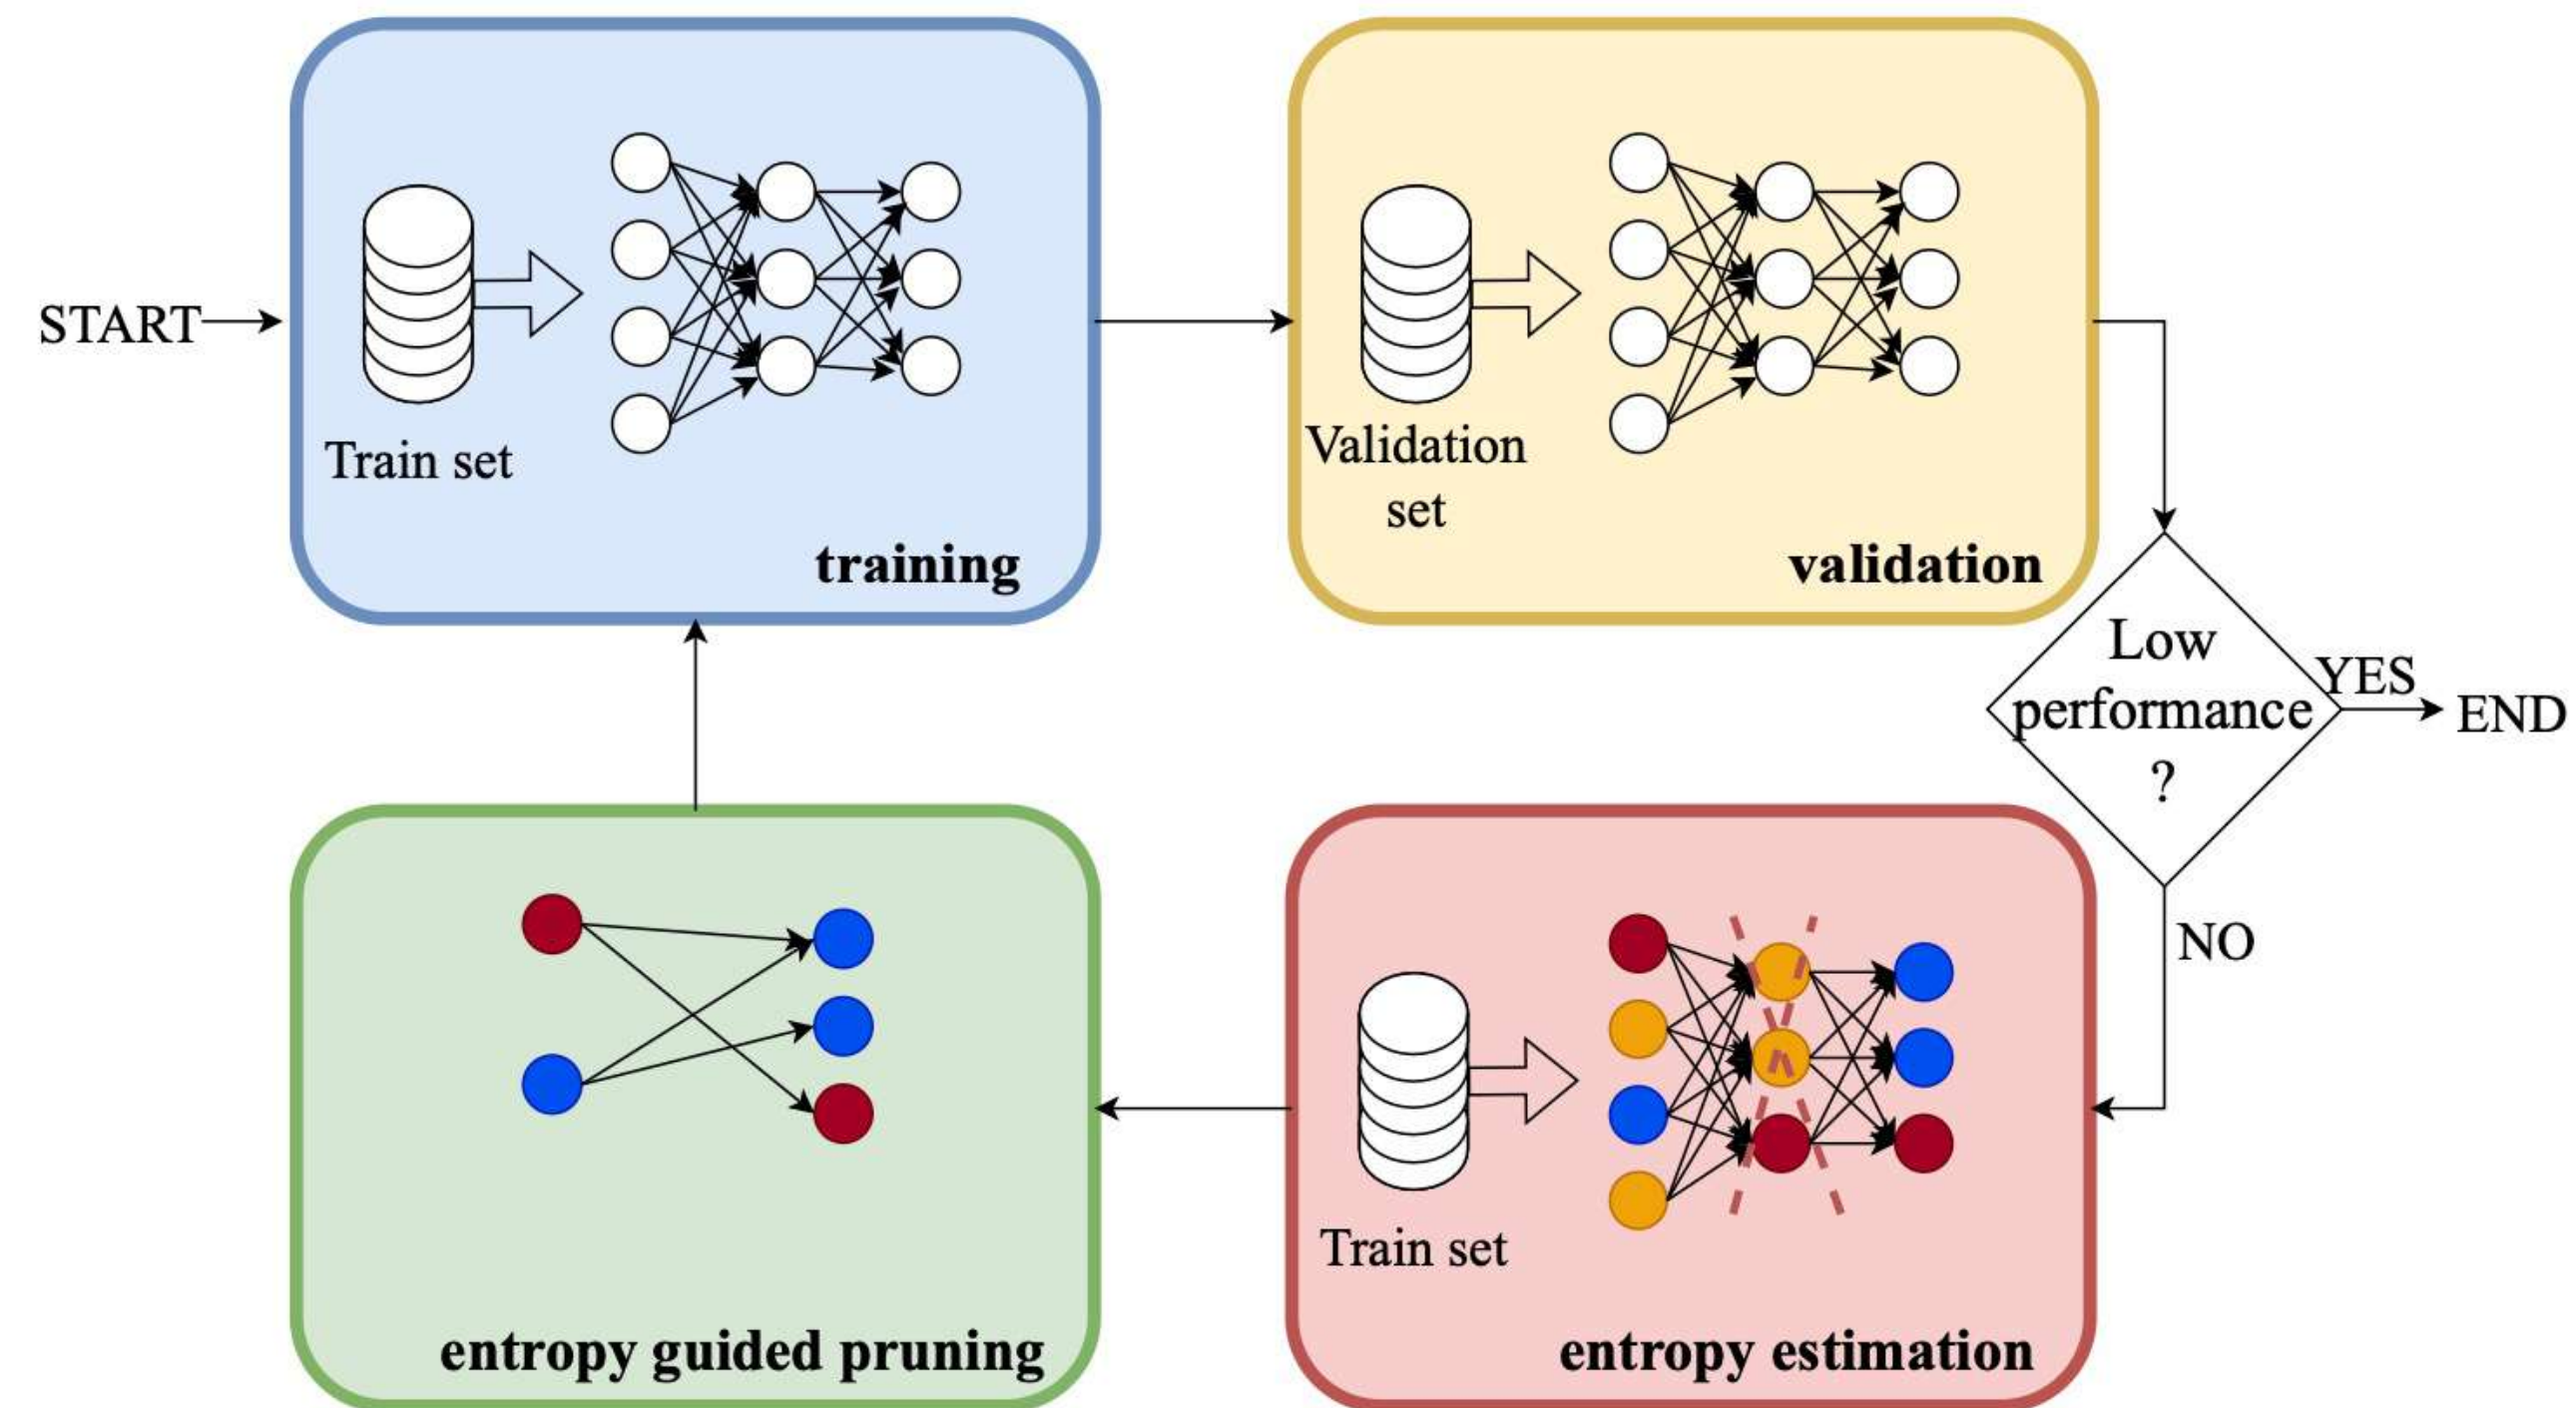 START
Train set
training
Validation
set
validation
Low
performance
?
YES
END
NO
Train set
entropy estimation
entropy guided pruning